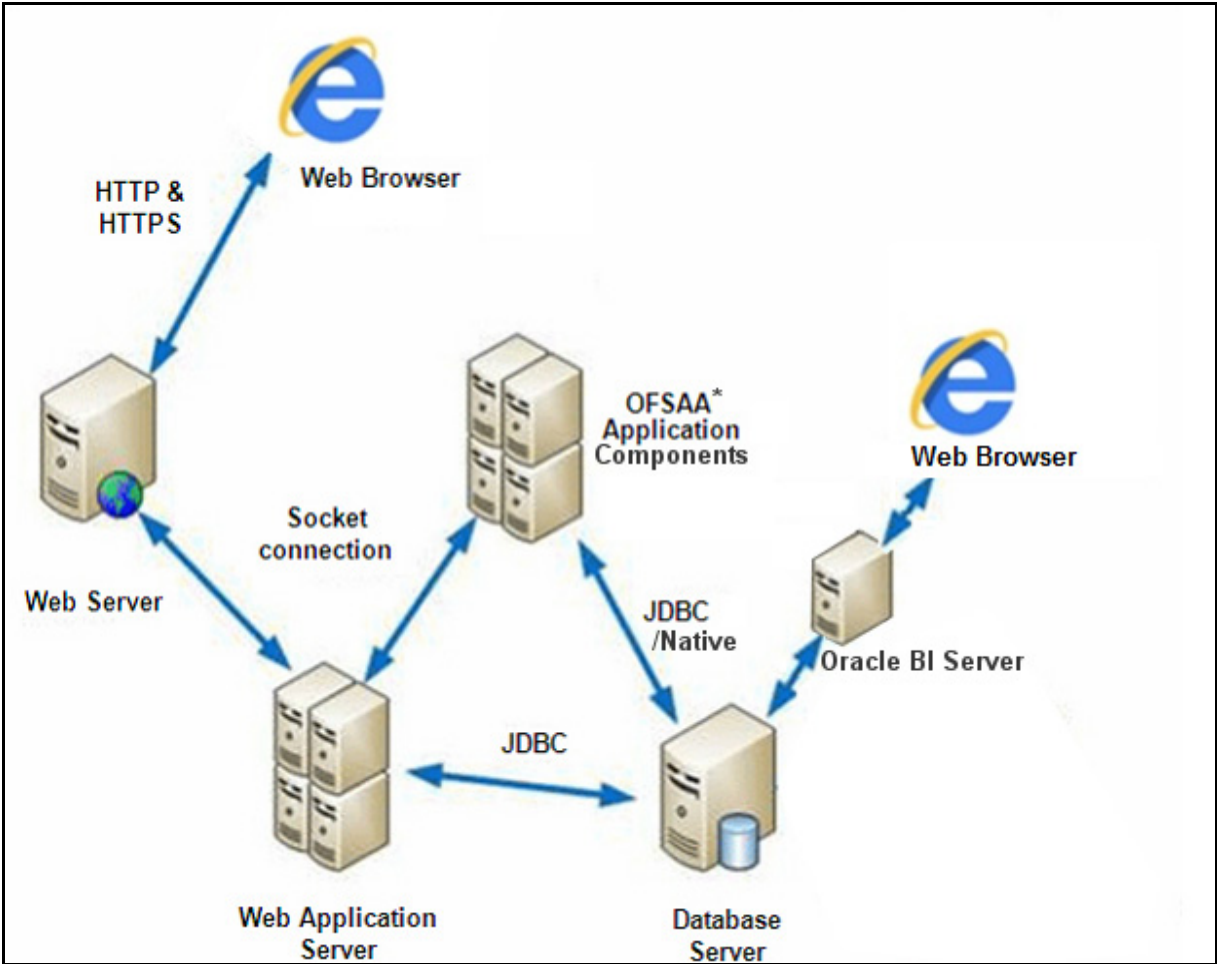 Web Browser
HTTP &
HTTPS
OFSAA*
Application
Components
Web Browser
Socket
connection
Web Server
JDBC
/Native
Oracle BI Server
JDBC
Web Application
Server
Database
Server